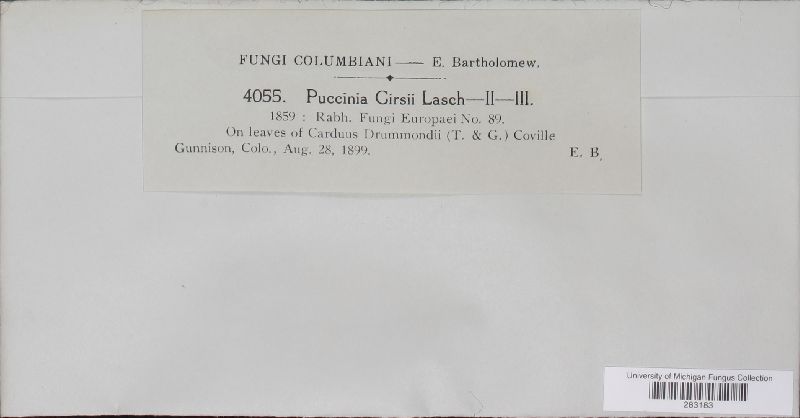 FUNGI COLUMBIANI — E. Bartholomew.
4055. Puccinia Cirsii Lasch—II—III.
1859 : Rabh. Fungi Europaei No. 89.
On leaves of Carduus Drummondii (T. & G.) Coville
Gunnison, Colo., Aug. 28, 1899. E. B.
University of Michigan Fungus Collection
263163